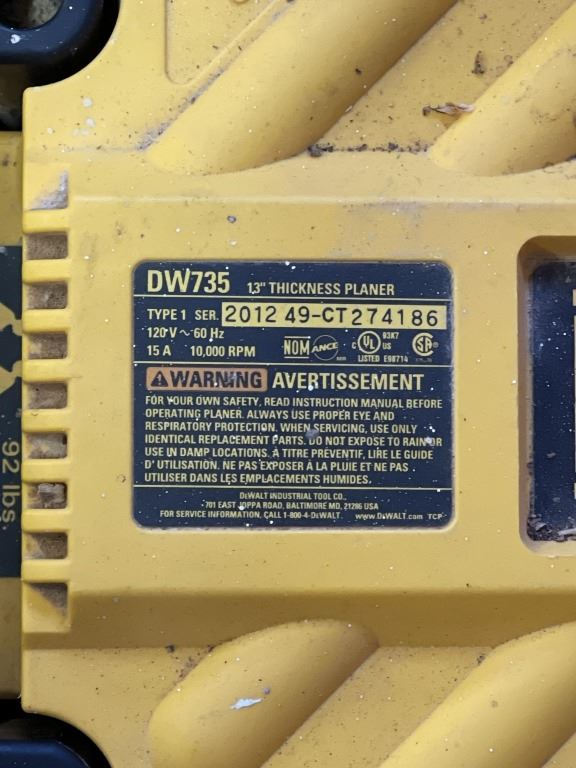 DW735 13" THICKNESS PLANER
TYPE 1 SER. 2012 49-CT 274186
120 V ~ 60 Hz
15 A 10,000 RPM
NOM ANCE
C UL US 93K7
LISTED E98714
WARNING AVERTISSEMENT
FOR YOUR OWN SAFETY, READ INSTRUCTION MANUAL BEFORE
OPERATING PLANER. ALWAYS USE PROPER EYE AND
RESPIRATORY PROTECTION. WHEN SERVICING, USE ONLY
IDENTICAL REPLACEMENT PARTS. DO NOT EXPOSE TO RAIN OR
USE IN DAMP LOCATIONS. À TITRE PRÉVENTIF, LIRE LE GUIDE
D' UTILISATION. NE PAS EXPOSER À LA PLUIE ET NE PAS
UTILISER DANS LES EMPLACEMENTS HUMIDES.
DEWALT INDUSTRIAL TOOL CO.,
701 EAST JOPPA ROAD, BALTIMORE MD, 21286 USA
FOR SERVICE INFORMATION, CALL 1-800-4-DEWALT. www.DeWALT.com TCP
92 lbs.